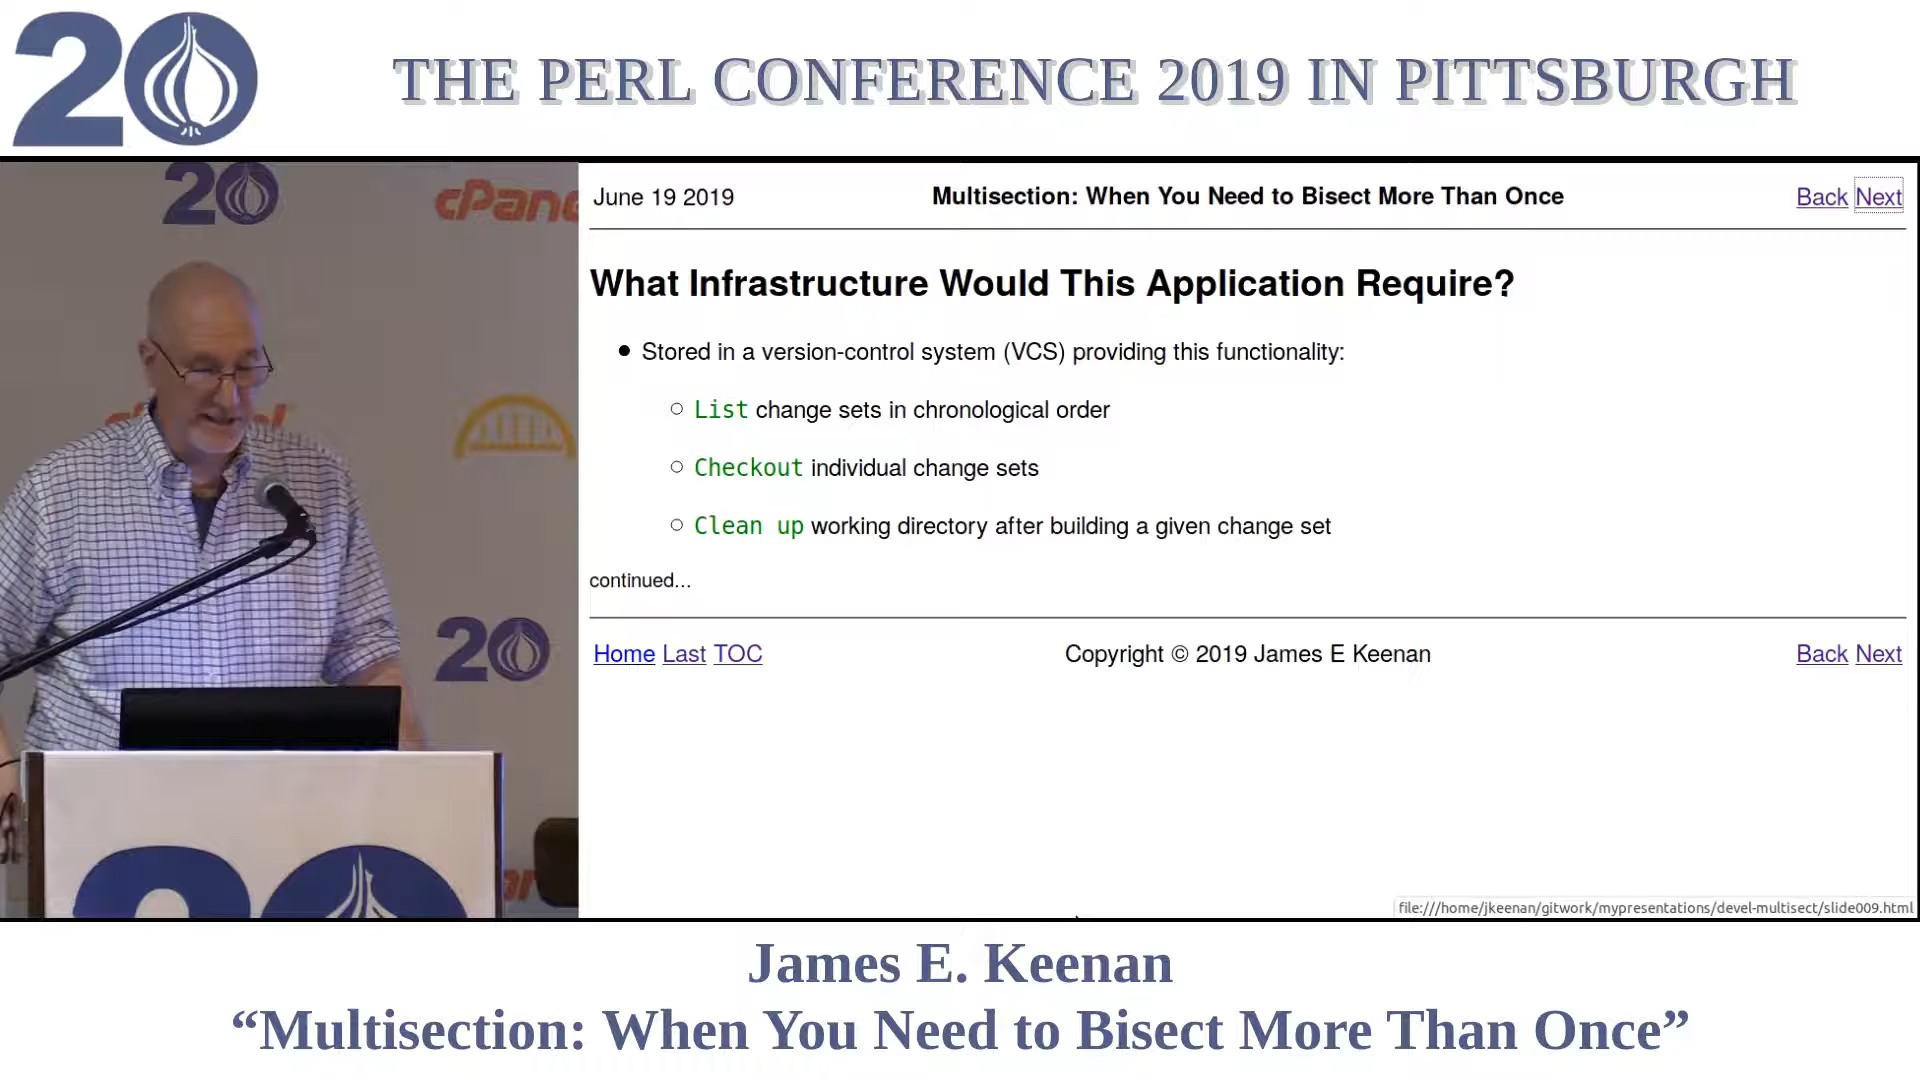 20
THE PERL CONFERENCE 2019 IN PITTSBURGH
20
cPane
June 19 2019
Multisection: When You Need to Bisect More Than Once
Back Next
What Infrastructure Would This Application Require?
Stored in a version-control system (VCS) providing this functionality:
List change sets in chronological order
Checkout individual change sets
Clean up working directory after building a given change set
continued...
Home Last TOC
Copyright © 2019 James E Keenan
Back Next
20
20
file:///home/jkeenan/gitwork/mypresentations/devel-multisect/slide009.html
James E. Keenan
“Multisection: When You Need to Bisect More Than Once”